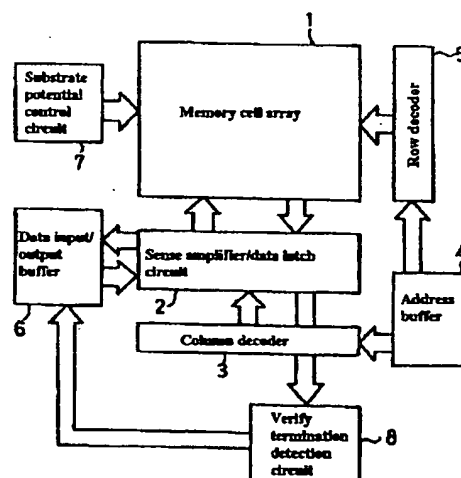 1
5
Substrate
potential
control
circuit
7
Memory cell array
Row decoder
Data input/
output
buffer
6
Sense amplifier/data latch
circuit
2
4
Address
buffer
Column decoder
3
Verify
termination
detection
circuit
8